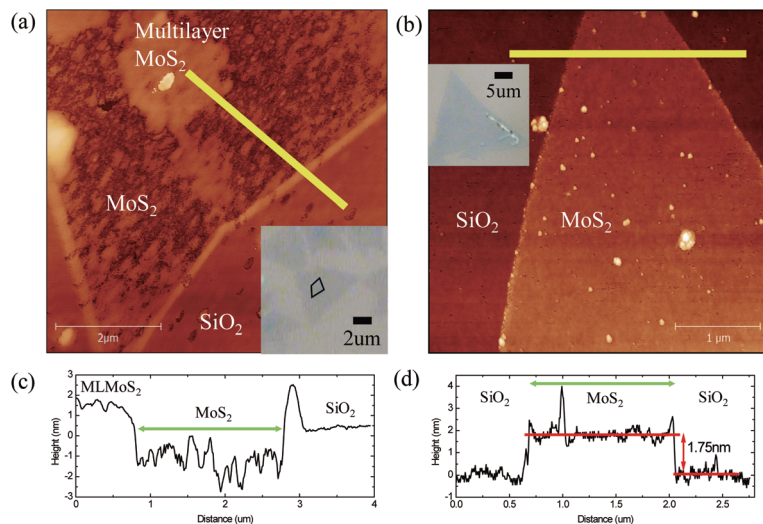 (a)
Multilayer
MoS₂
MoS₂
SiO₂
2μm
2um
(b)
5um
SiO₂
MoS₂
1 μm
(c)
MLMoS₂
MoS₂
SiO₂
Height (nm)
3
2
1
0
-1
-2
-3
0
1
2
3
4
Distance (um)
(d)
SiO₂
MoS₂
SiO₂
1.75nm
Height (nm)
4
3
2
1
0
-1
0.0
0.5
1.0
1.5
2.0
2.5
Distance (um)